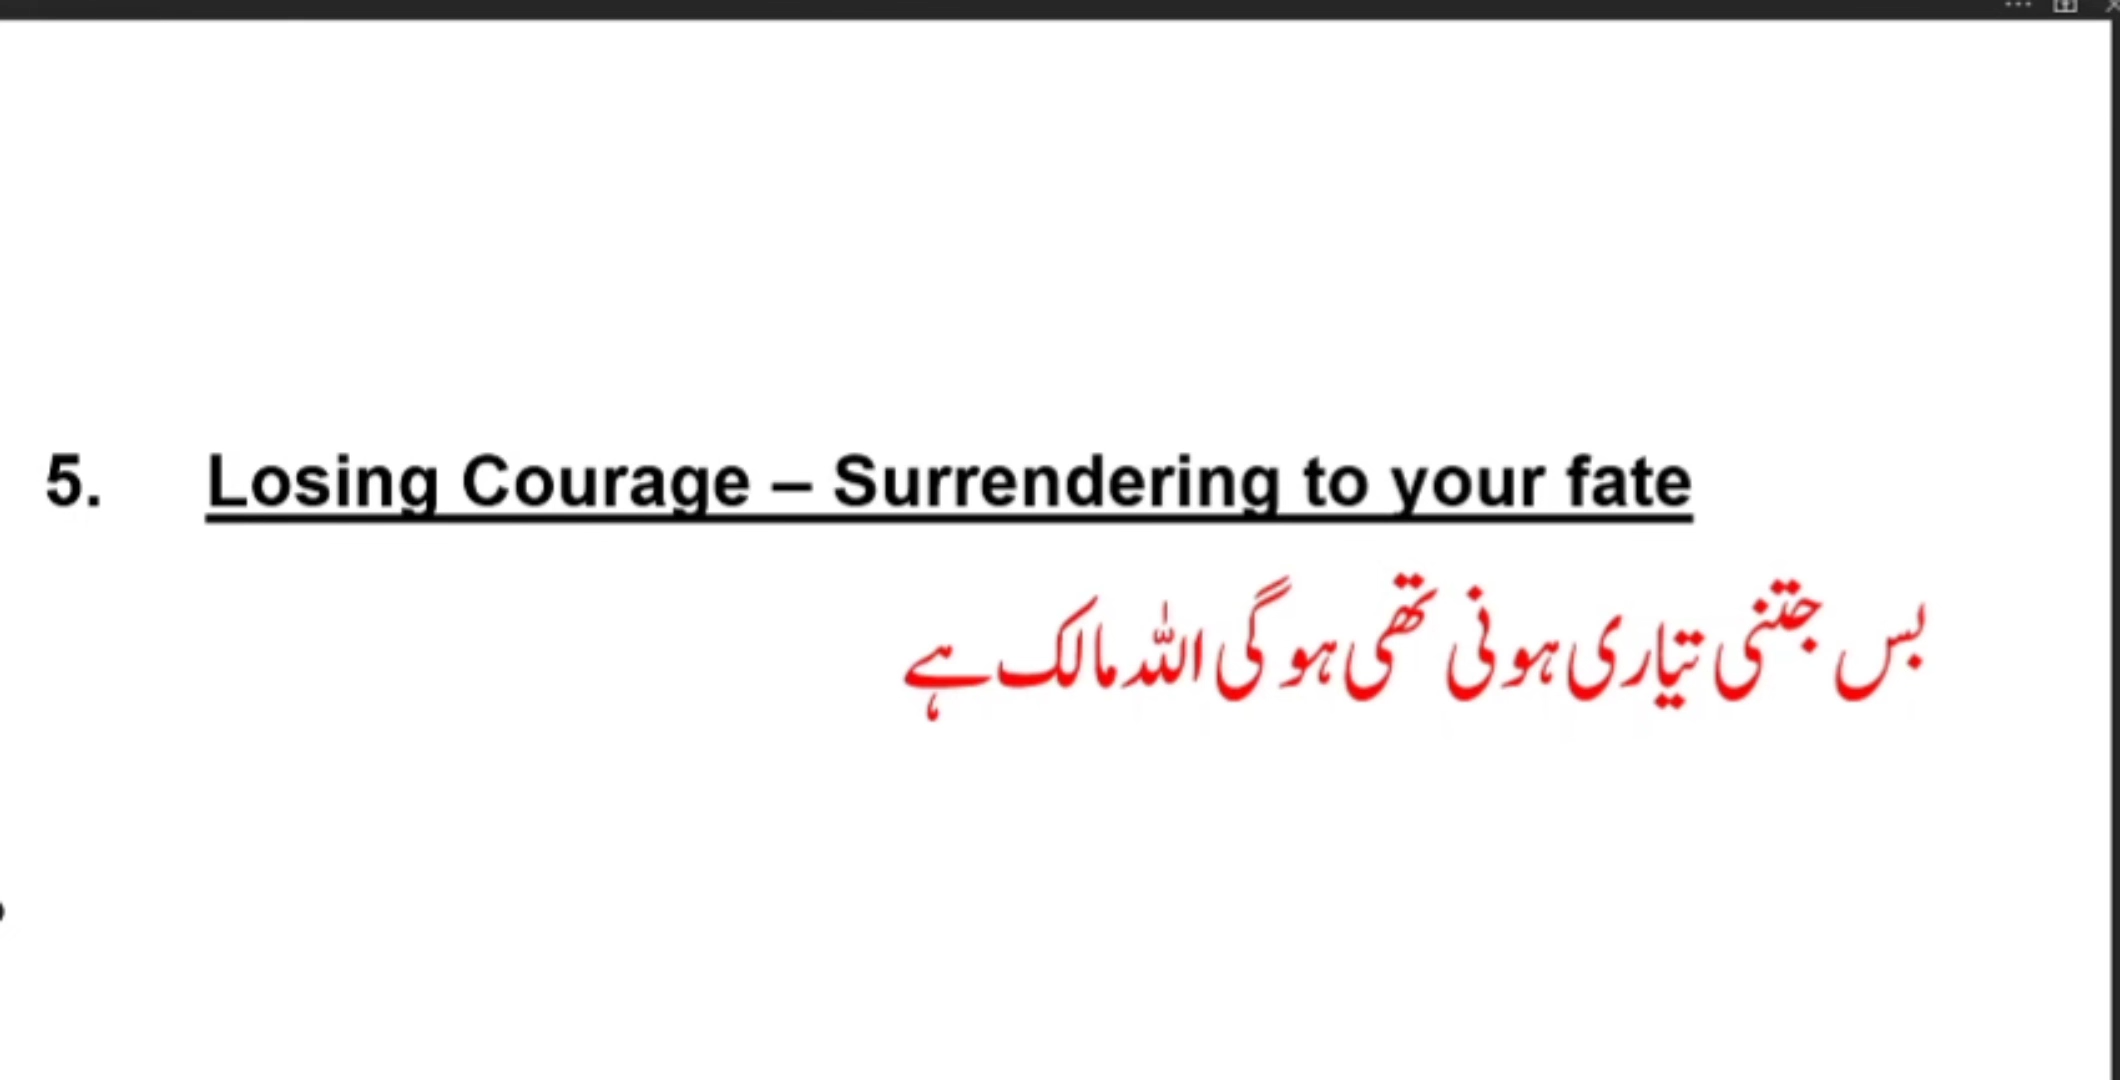 5. Losing Courage – Surrendering to your fate
بس جتنی تیاری ہونی تھی ہو گی اللہ مالک ہے